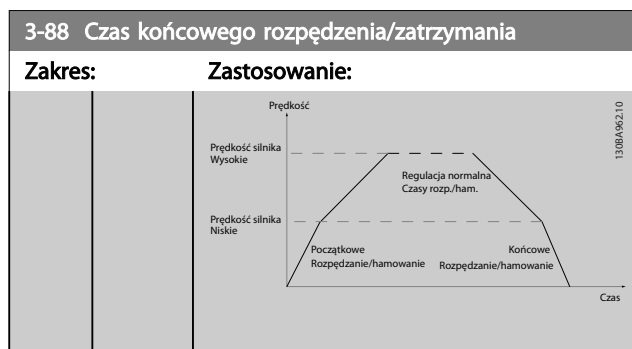 3-88 Czas końcowego rozpędzenia/zatrzymania
Zakres: Zastosowanie:
Prędkość
130BA962.10
Prędkość silnika
Wysokie
Regulacja normalna
Czasy rozp./ham.
Prędkość silnika
Niskie
Początkowe
Rozpędzanie/hamowanie
Końcowe
Rozpędzanie/hamowanie
Czas